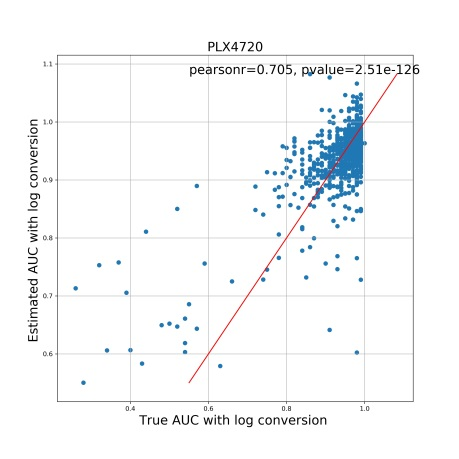 PLX4720
pearsonr=0.705, pvalue=2.51e-126
1.1
1.0
0.9
0.8
0.7
0.6
Estimated AUC with log conversion
0.4 0.6 0.8 1.0
True AUC with log conversion